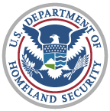 U.S. DEPARTMENT OF
HOMELAND SECURITY